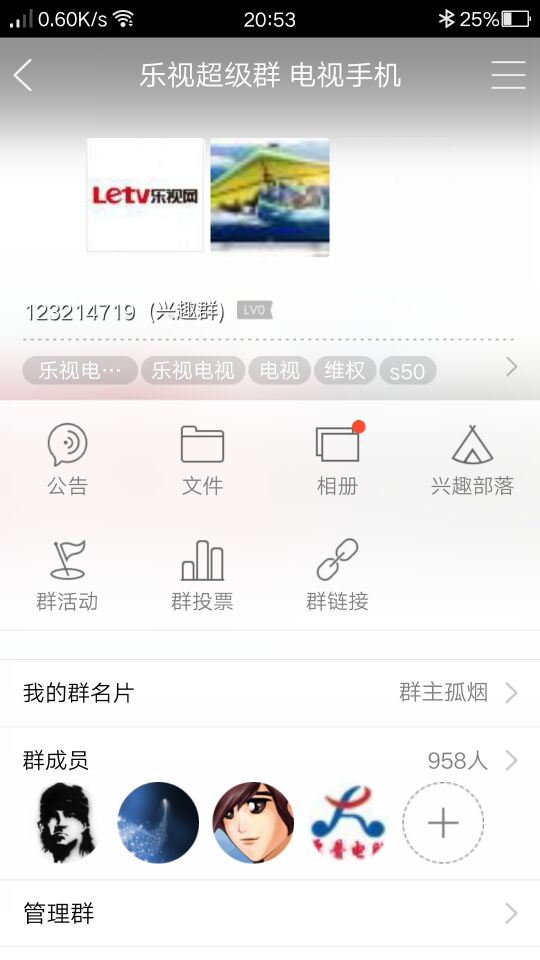 0.60K/s 20:53 25%
乐视超级群 电视手机
Letv乐视网
123214719 (兴趣群) LV0
乐视电… 乐视电视 电视 维权 s50
公告 文件 相册 兴趣部落
群活动 群投票 群链接
我的群名片 群主孤烟
群成员 958人
管理群